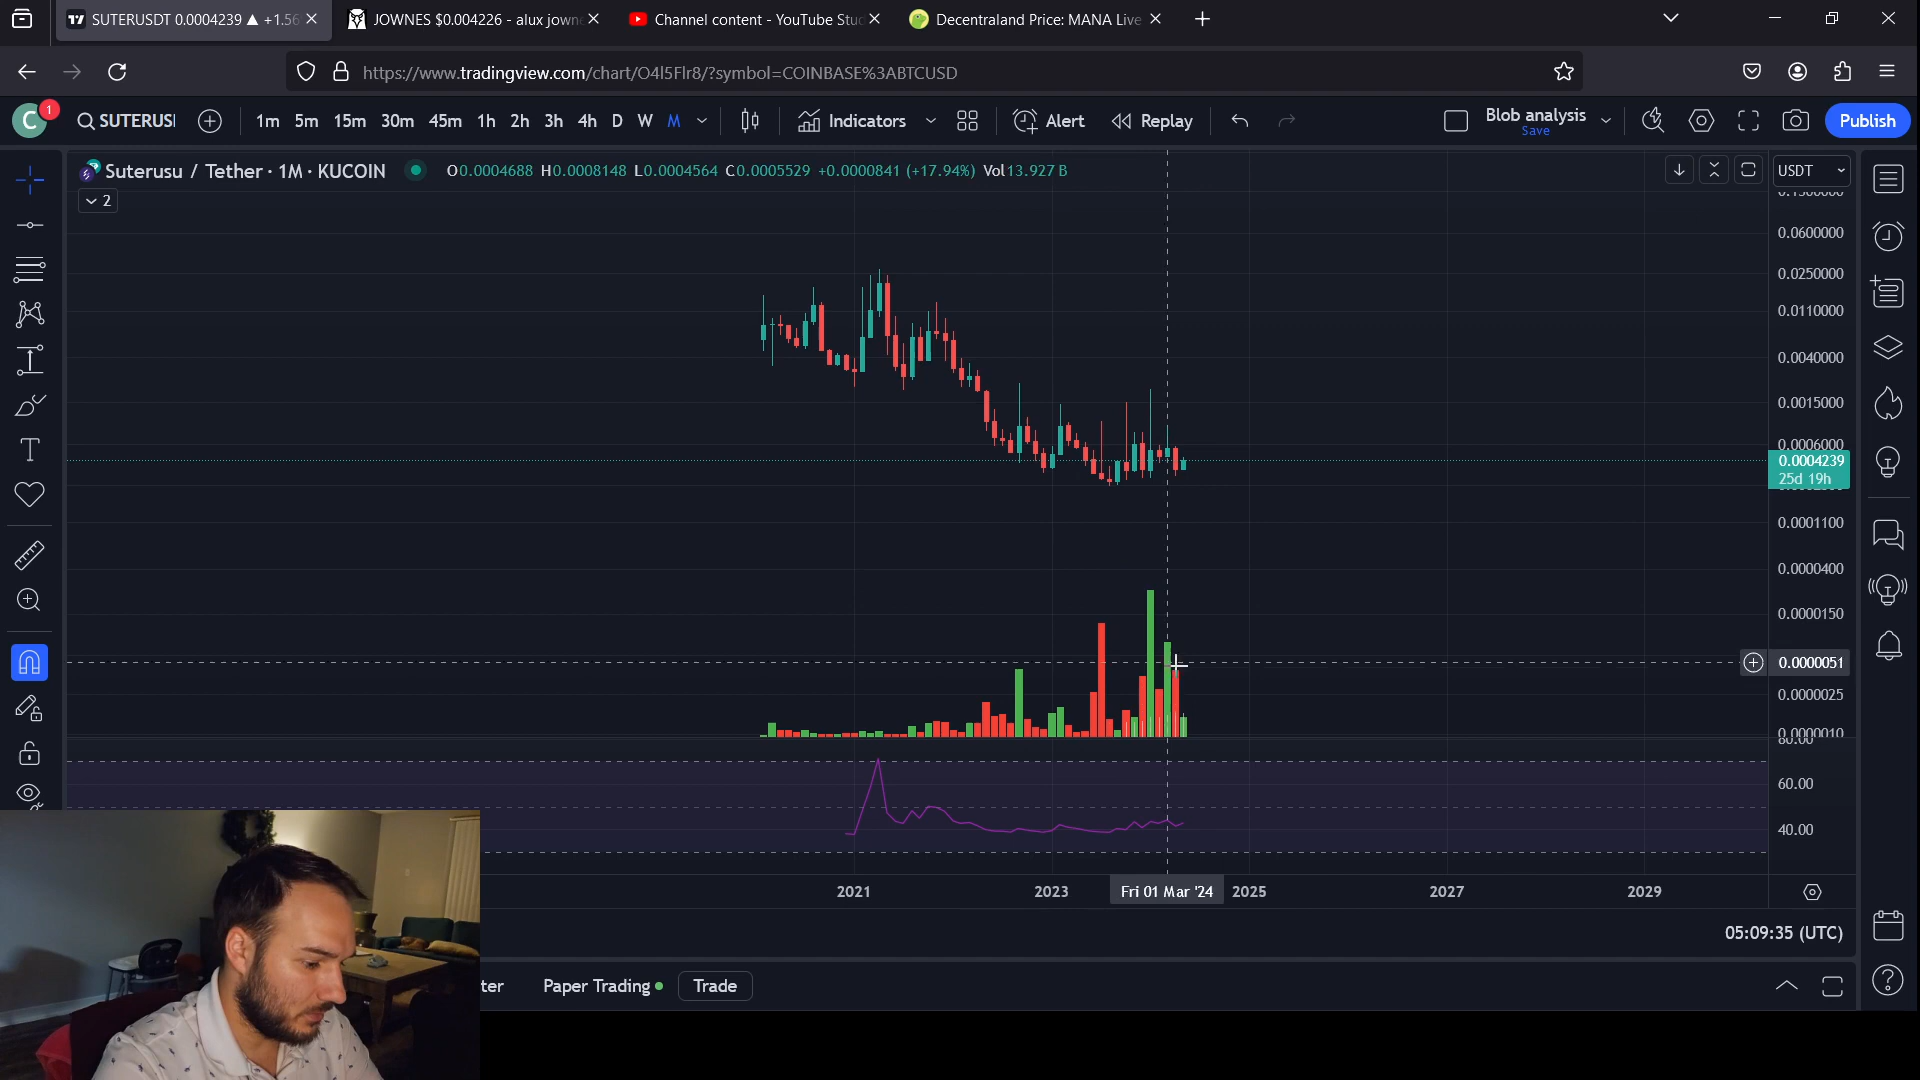 SUTERUSDT 0.0004239 ▲ +1.56
JOWNES $0.004226 - alux jown
Channel content - YouTube Stu
Decentraland Price: MANA Live
https://www.tradingview.com/chart/O4l5Flr8/?symbol=COINBASE%3ABTCUSD
C
1
SUTERUS
1m 5m 15m 30m 45m 1h 2h 3h 4h D W M
Indicators
Alert
Replay
Blob analysis
Save
Publish
Suterusu / Tether · 1M · KUCOIN
O0.0004688 H0.0008148 L0.0004564 C0.0005529 +0.0000841 (+17.94%) Vol13.927 B
USDT
2
0.0600000
0.0250000
0.0110000
0.0040000
0.0015000
0.0006000
0.0004239
25d 19h
0.0001100
0.0000400
0.0000150
0.0000051
0.0000025
0.0000010
80.00
60.00
40.00
2021
2023
Fri 01 Mar '24
2025
2027
2029
05:09:35 (UTC)
ter
Paper Trading
Trade